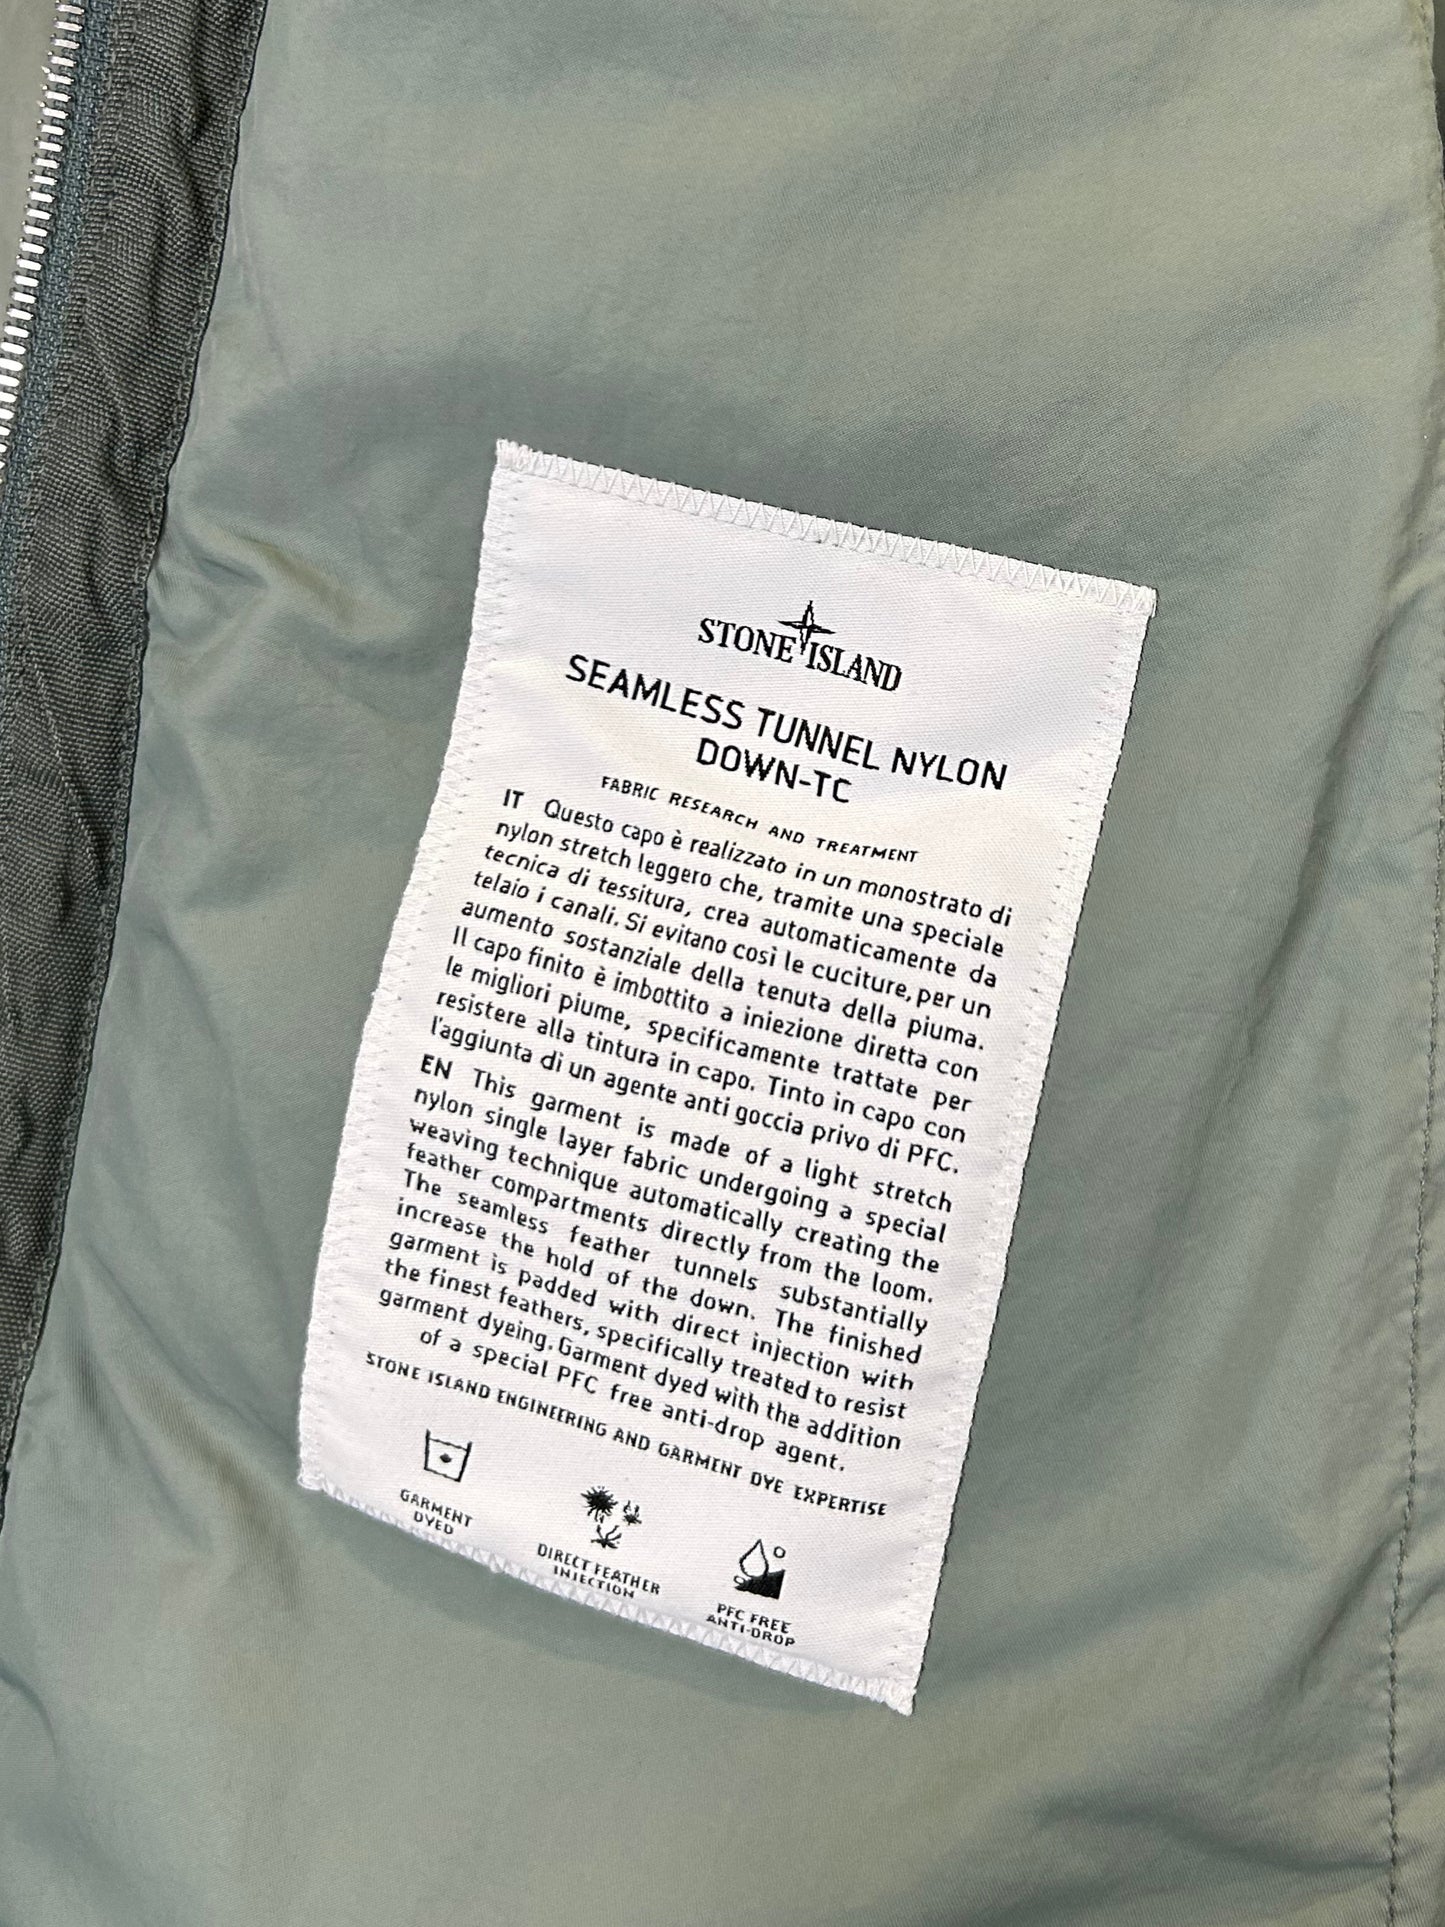 STONE ISLAND
SEAMLESS TUNNEL NYLON
DOWN-TC
FABRIC RESEARCH AND TREATMENT
IT Questo capo è realizzato in un monostrato di
nylon stretch leggero che, tramite una speciale
tecnica di tessitura, crea automaticamente da
telaio i canali. Si evitano così le cuciture, per un
aumento sostanziale della tenuta della piuma.
Il capo finito è imbottito a iniezione diretta con
le migliori piume, specificamente trattate per
resistere alla tintura in capo. Tinto in capo con
l'aggiunta di un agente anti goccia privo di PFC.
EN This garment is made of a light stretch
nylon single layer fabric undergoing a special
weaving technique automatically creating the
feather compartments directly from the loom.
The seamless feather tunnels substantially
increase the hold of the down. The finished
garment is padded with direct injection with
the finest feathers, specifically treated to resist
garment dyeing. Garment dyed with the addition
of a special PFC free anti-drop agent.
STONE ISLAND ENGINEERING AND GARMENT DYE EXPERTISE
GARMENT
DYED
DIRECT FEATHER
INJECTION
PFC FREE
ANTI-DROP